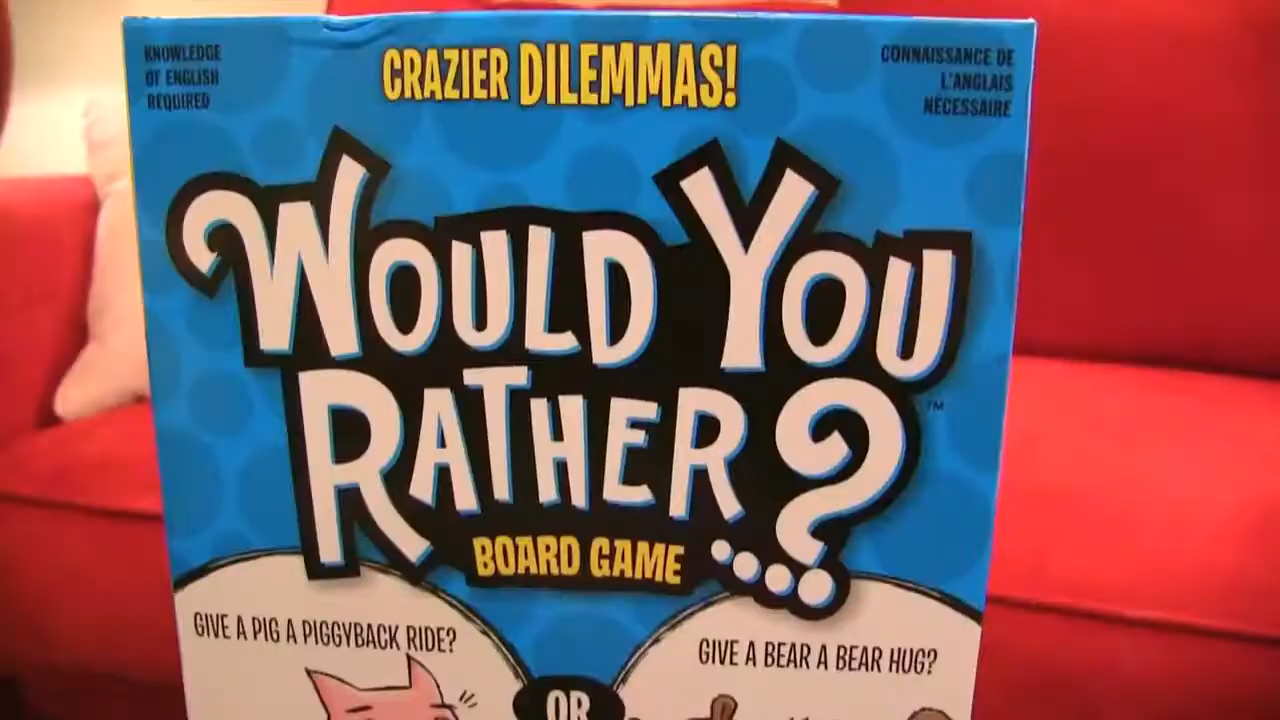 KNOWLEDGE
OF ENGLISH
REQUIRED
CRAZIER DILEMMAS!
CONNAISSANCE DE
L'ANGLAIS
NÉCESSAIRE
WOULD YOU
RATHER...?
TM
BOARD GAME
GIVE A PIG A PIGGYBACK RIDE?
GIVE A BEAR A BEAR HUG?
OR